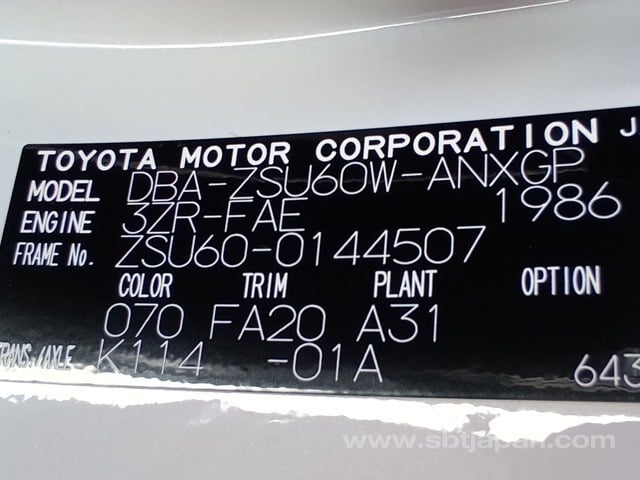 TOYOTA MOTOR CORPORATION J
MODEL DBA-ZSU60W-ANXGP
ENGINE 3ZR-FAE 1986
FRAME No. ZSU60-0144507
COLOR TRIM PLANT OPTION
070 FA20 A31
TRANS./AXLE K114 -01A 643
www.sbtjapan.com